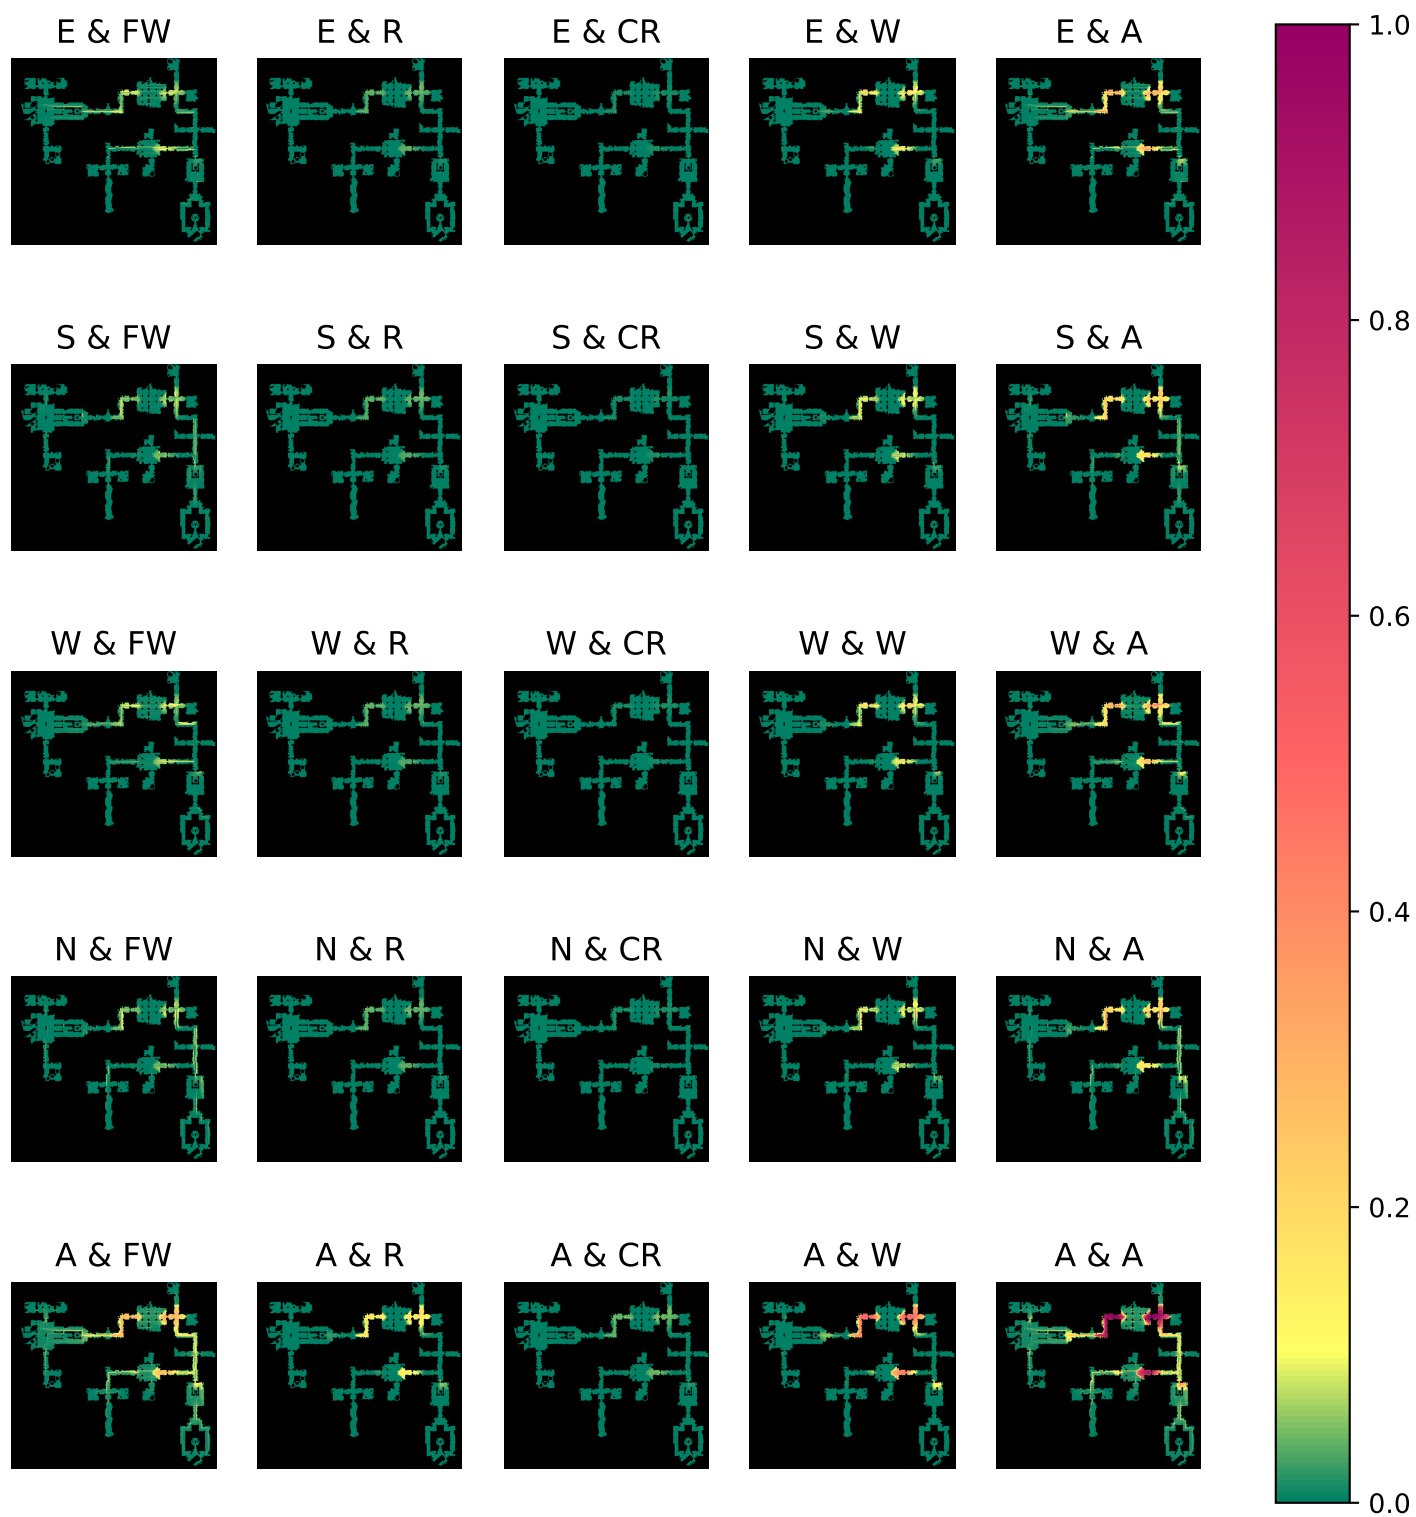 E & FW
E & R
E & CR
E & W
E & A
S & FW
S & R
S & CR
S & W
S & A
W & FW
W & R
W & CR
W & W
W & A
N & FW
N & R
N & CR
N & W
N & A
A & FW
A & R
A & CR
A & W
A & A
1.0
0.8
0.6
0.4
0.2
0.0